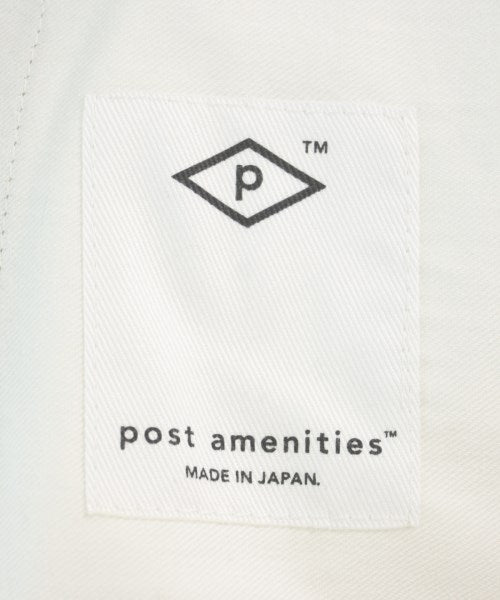 p ™
post amenities™
MADE IN JAPAN.